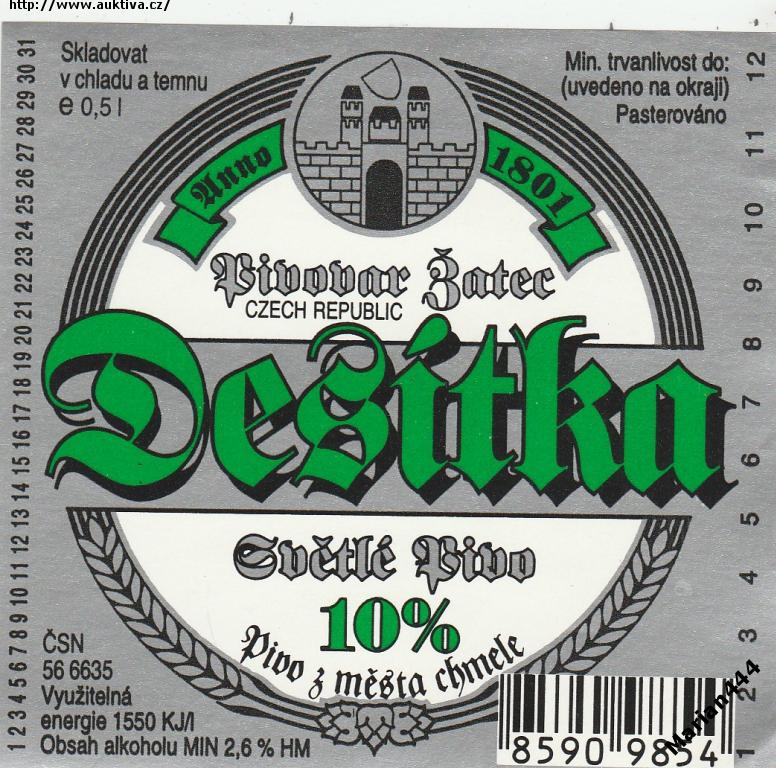 http://www.auktiva.cz/
Skladovat
v chladu a temnu
e 0,5 l
Min. trvanlivost do:
(uvedeno na okraji)
Pasterováno
Anno
1801
Pivovar Žatec
CZECH REPUBLIC
Desítka
Světlé Pivo
10%
Pivo z města chmele
ČSN
56 6635
Využitelná
energie 1550 KJ/l
Obsah alkoholu MIN 2,6 % HM
8590 9854
Marian444
1 2 3 4 5 6 7 8 9 10 11 12 13 14 15 16 17 18 19 20 21 22 23 24 25 26 27 28 29 30 31
1 2 3 4 5 6 7 8 9 10 11 12